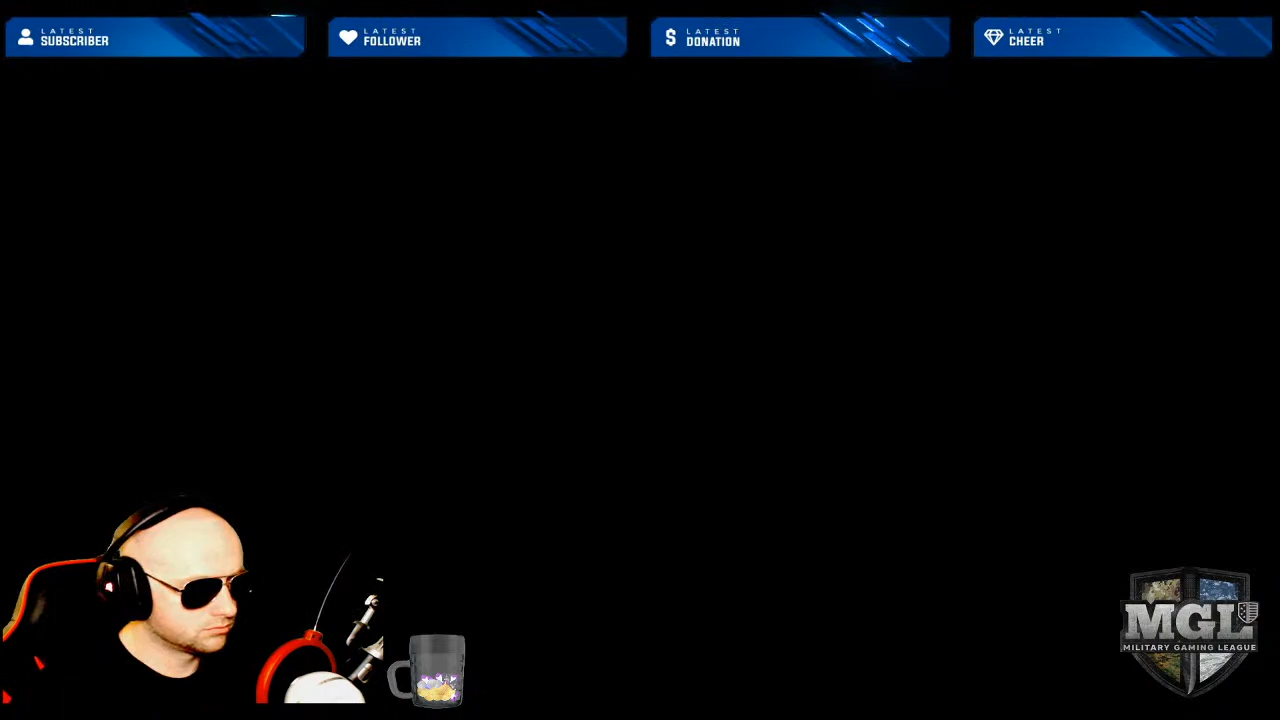 LATEST
SUBSCRIBER
LATEST
FOLLOWER
LATEST
DONATION
LATEST
CHEER
MGL
MILITARY GAMING LEAGUE